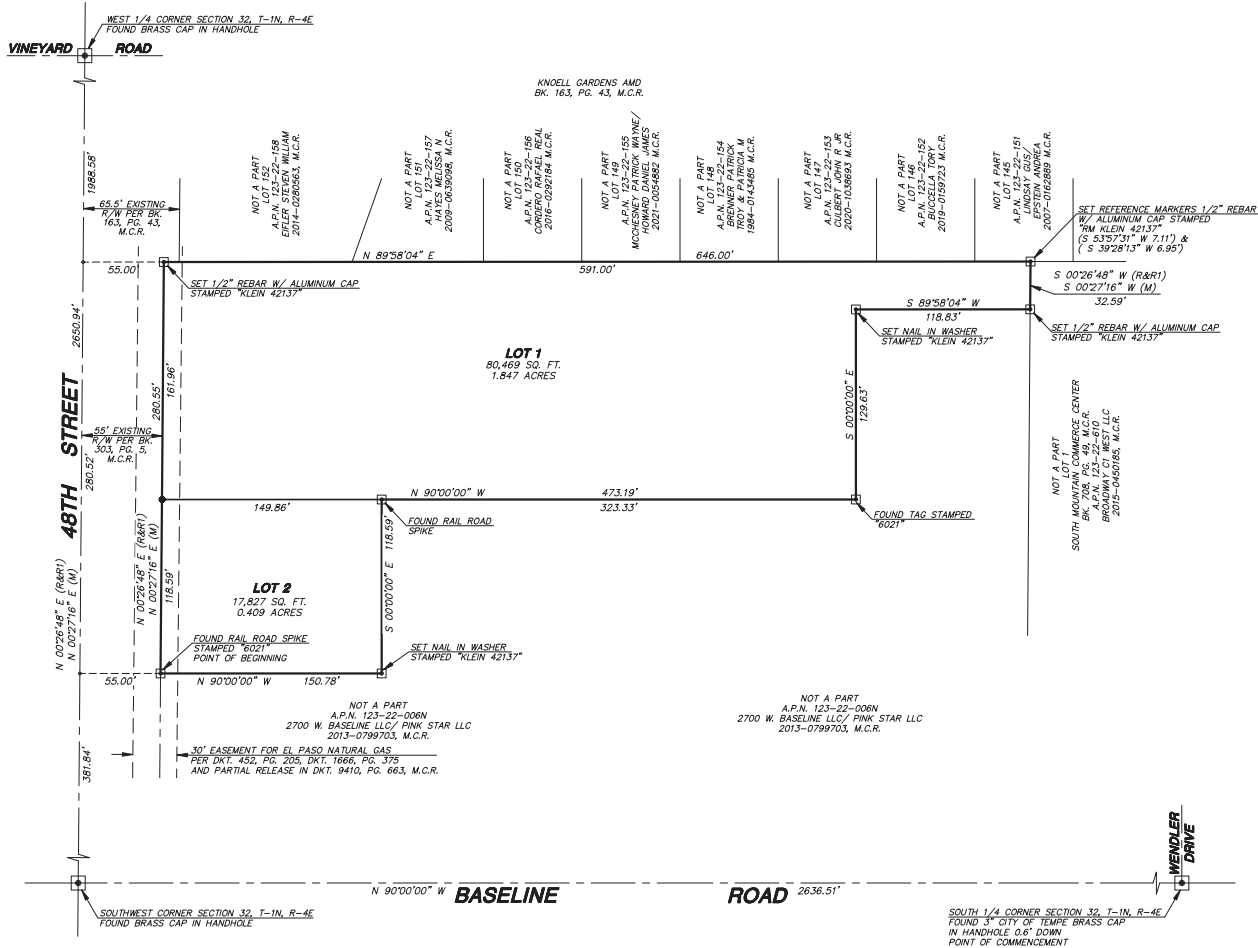 WEST 1/4 CORNER SECTION 32, T-1N, R-4E
FOUND BRASS CAP IN HANDHOLE
VINEYARD ROAD
KNOELL GARDENS AMD
BK. 163, PG. 43, M.C.R.
1988.58'
65.5' EXISTING
R/W PER BK.
163, PG. 43,
M.C.R.
NOT A PART
LOT 152
A.P.N. 123-22-158
EIFLER STEVEN WILLIAM
2014-0280563, M.C.R.
NOT A PART
LOT 151
A.P.N. 123-22-157
HAYES MELISSA N
2009-0639098, M.C.R.
NOT A PART
LOT 150
A.P.N. 123-22-156
CORDERO RAFAEL REAL
2016-0292184 M.C.R.
NOT A PART
LOT 149
A.P.N. 123-22-155
MCCHESNEY PATRICK WAYNE/
HOWARD DANIEL JAMES
2021-0054882 M.C.R.
NOT A PART
LOT 148
A.P.N. 123-22-154
BRENNER PATRICK
TROY & PATRICIA M
1984-0143485 M.C.R.
NOT A PART
LOT 147
A.P.N. 123-22-153
CULBERT JOHN R JR
2020-1038693 M.C.R.
NOT A PART
LOT 146
A.P.N. 123-22-152
BUCCELLA TORY
2019-0159723 M.C.R.
NOT A PART
LOT 145
A.P.N. 123-22-151
LINDSAY GUS/
EPSTEIN ANDREA
2007-0162889 M.C.R.
SET REFERENCE MARKERS 1/2" REBAR
W/ ALUMINUM CAP STAMPED
"RM KLEIN 42137"
(S 53°57'31" W 7.11') &
( S 39°28'13" W 6.95')
N 89°58'04" E
646.00'
55.00'
591.00'
SET 1/2" REBAR W/ ALUMINUM CAP
STAMPED "KLEIN 42137"
S 00°26'48" W (R&R1)
S 00°27'16" W (M)
32.59'
S 89°58'04" W
118.83'
SET NAIL IN WASHER
STAMPED "KLEIN 42137"
SET 1/2" REBAR W/ ALUMINUM CAP
STAMPED "KLEIN 42137"
2650.94'
LOT 1
80,469 SQ. FT.
1.847 ACRES
280.55'
161.96'
S 00°00'00" E
129.63'
48TH STREET
55' EXISTING
R/W PER BK.
303, PG. 5,
M.C.R.
280.52'
NOT A PART
LOT 1
SOUTH MOUNTAIN COMMERCE CENTER
BK. 708, PG. 49, M.C.R.
A.P.N. 123-22-610
BROADWAY C1 WEST LLC
2015-0450185, M.C.R.
N 90°00'00" W
473.19'
149.86'
323.33'
FOUND RAIL ROAD
SPIKE
FOUND TAG STAMPED
"6021"
N 00°26'48" E (R&R1)
N 00°27'16" E (M)
N 00°26'48" E (R&R1)
N 00°27'16" E (M)
118.59'
S 00°00'00" E 118.59'
LOT 2
17,827 SQ. FT.
0.409 ACRES
FOUND RAIL ROAD SPIKE
STAMPED "6021"
POINT OF BEGINNING
SET NAIL IN WASHER
STAMPED "KLEIN 42137"
55.00'
N 90°00'00" W 150.78'
NOT A PART
A.P.N. 123-22-006N
2700 W. BASELINE LLC/ PINK STAR LLC
2013-0799703, M.C.R.
NOT A PART
A.P.N. 123-22-006N
2700 W. BASELINE LLC/ PINK STAR LLC
2013-0799703, M.C.R.
30' EASEMENT FOR EL PASO NATURAL GAS
PER DKT. 452, PG. 205, DKT. 1666, PG. 375
AND PARTIAL RELEASE IN DKT. 9410, PG. 663, M.C.R.
381.84'
WENDLER
DRIVE
N 90°00'00" W BASELINE ROAD 2636.51'
SOUTHWEST CORNER SECTION 32, T-1N, R-4E
FOUND BRASS CAP IN HANDHOLE
SOUTH 1/4 CORNER SECTION 32, T-1N, R-4E
FOUND 3" CITY OF TEMPE BRASS CAP
IN HANDHOLE 0.6' DOWN
POINT OF COMMENCEMENT